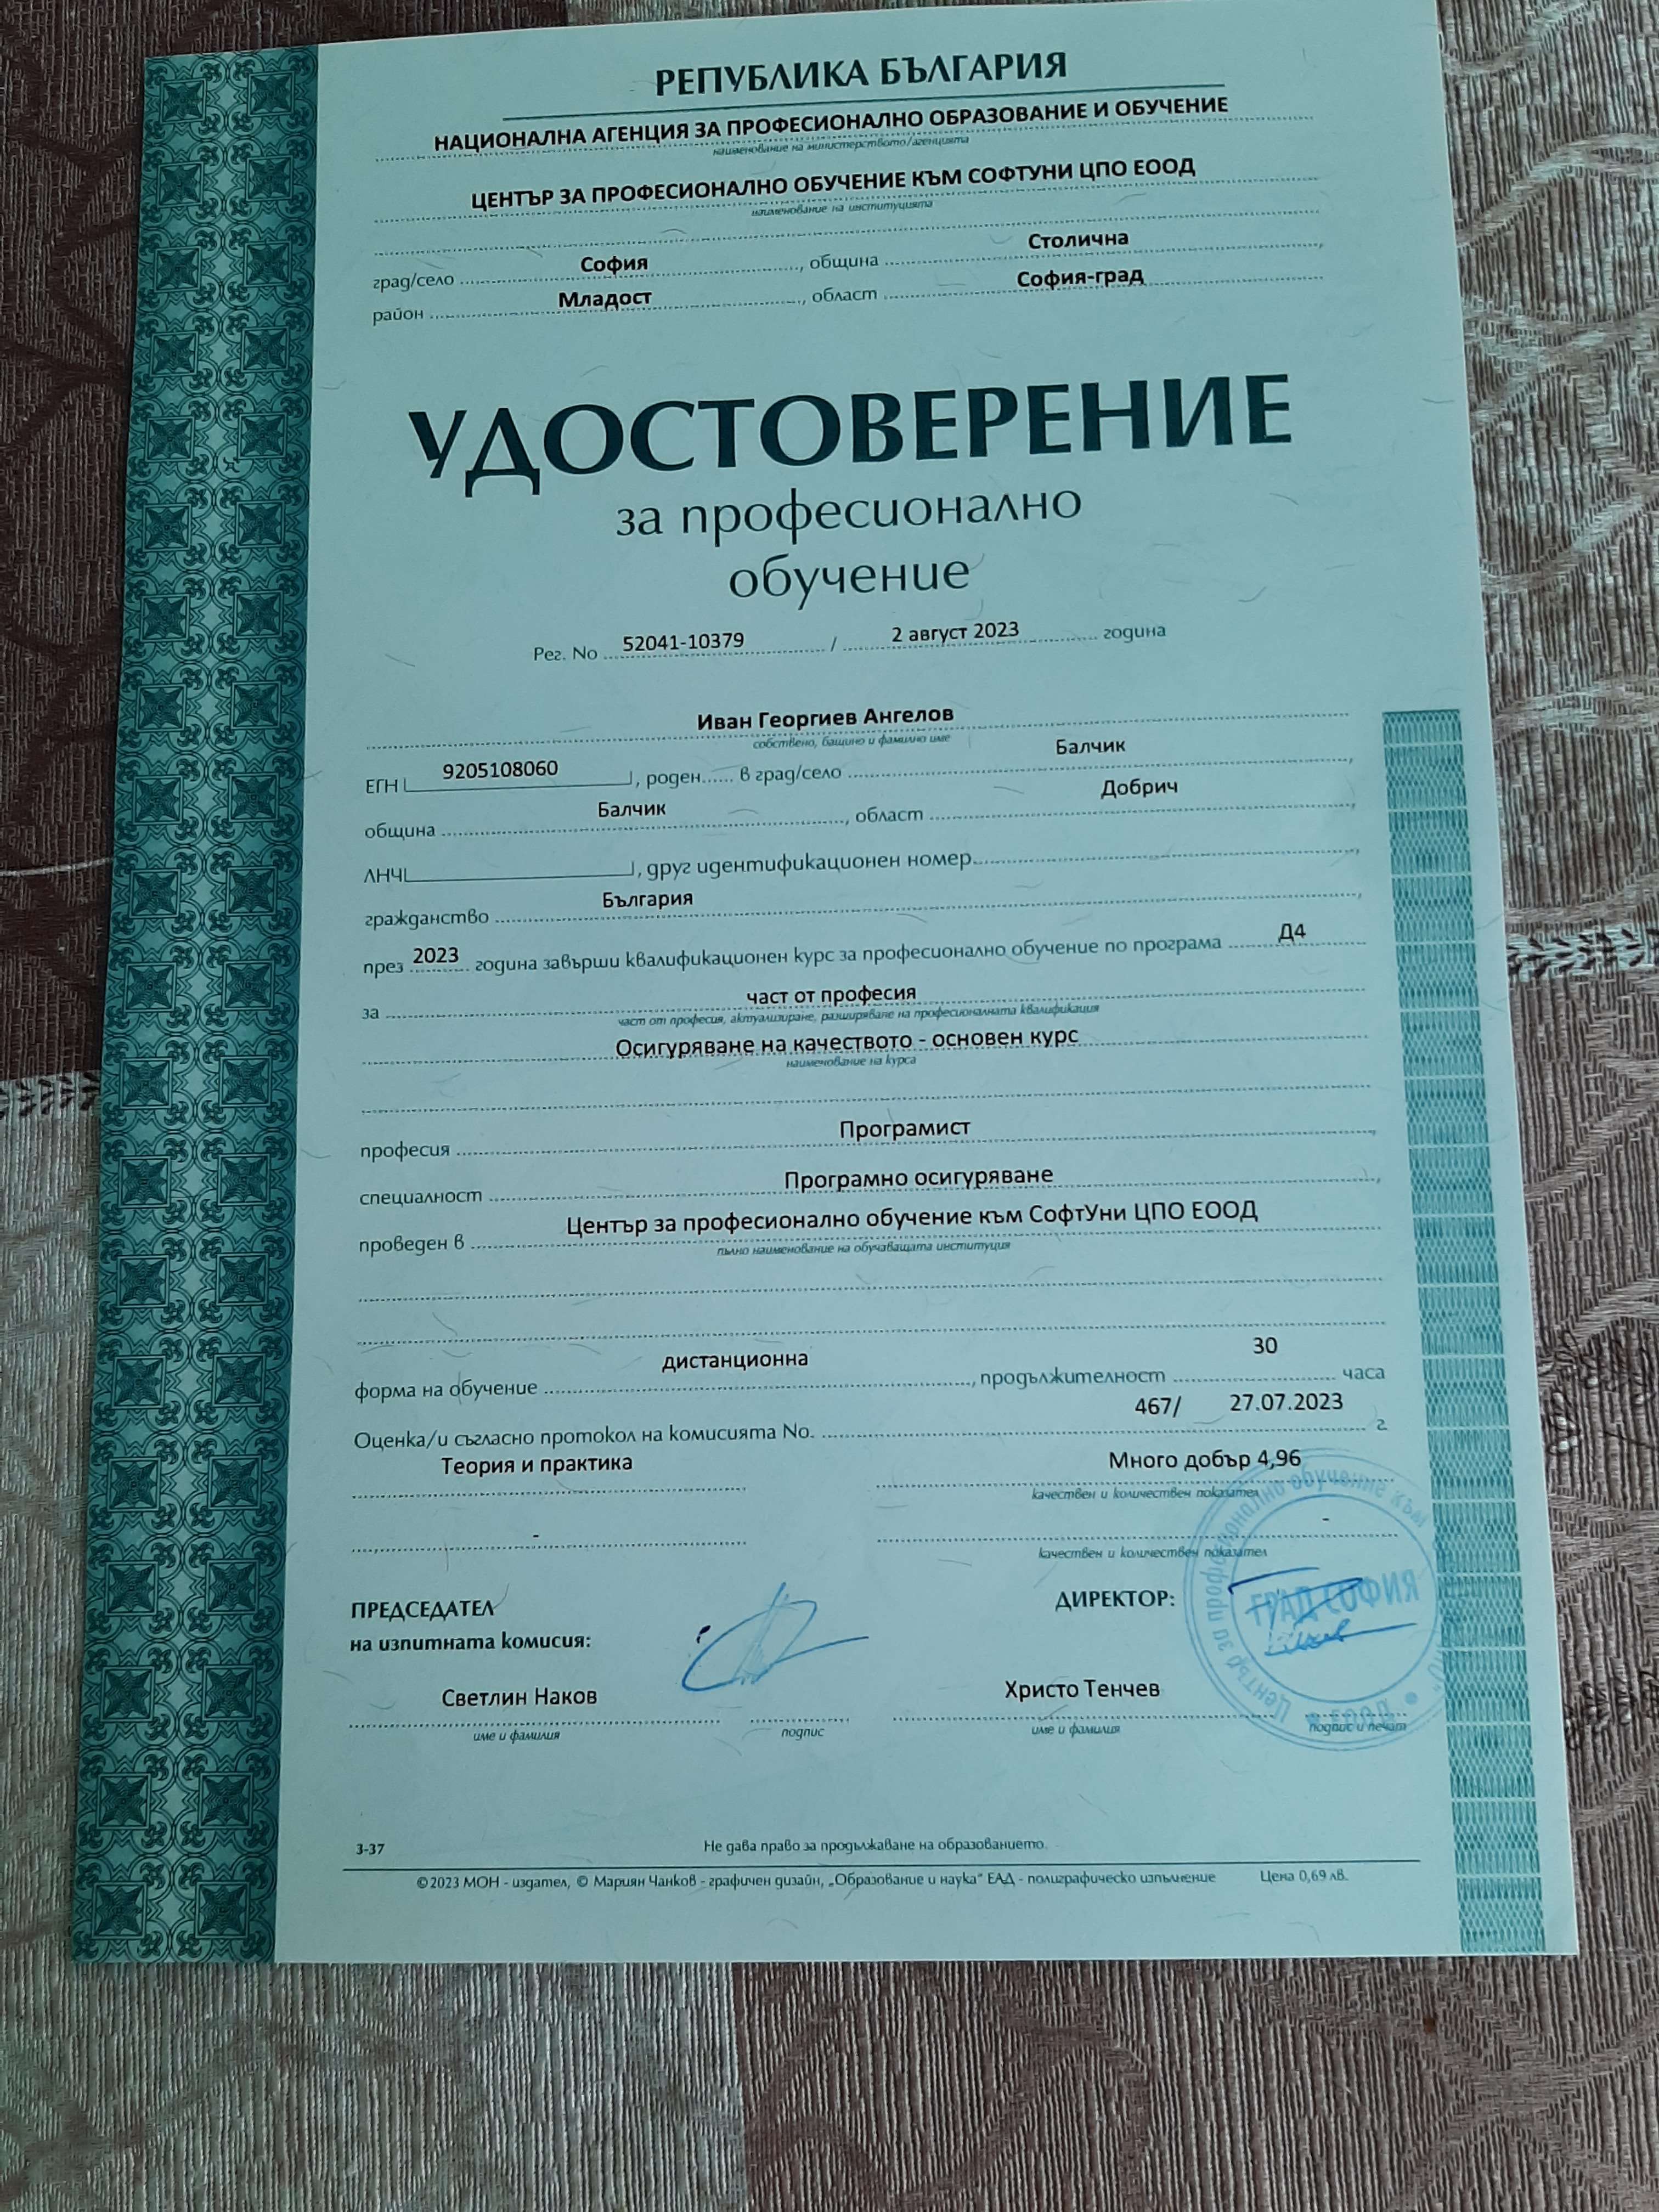 РЕПУБЛИКА БЪЛГАРИЯ
НАЦИОНАЛНА АГЕНЦИЯ ЗА ПРОФЕСИОНАЛНО ОБРАЗОВАНИЕ И ОБУЧЕНИЕ
наименование на министерството/агенцията
ЦЕНТЪР ЗА ПРОФЕСИОНАЛНО ОБУЧЕНИЕ КЪМ СОФТУНИ ЦПО ЕООД
наименование на институцията
град/село София, община Столична,
район Младост, област София-град
УДОСТОВЕРЕНИЕ
за професионално
обучение
Рег. No 52041-10379 / 2 август 2023 година
Иван Георгиев Ангелов
собствено, бащино и фамилно име
ЕГН 9205108060, роден...... в град/село Балчик,
община Балчик, област Добрич,
ЛНЧ, друг идентификационен номер,
гражданство България,
през 2023 година завърши квалификационен курс за професионално обучение по програма Д4
за част от професия
част от професия, актуализиране, разширяване на професионалната квалификация
Осигуряване на качеството - основен курс
наименование на курса
професия Програмист,
специалност Програмно осигуряване,
проведен в Център за професионално обучение към СофтУни ЦПО ЕООД
пълно наименование на обучаващата институция
форма на обучение дистанционна, продължителност 30 часа
Оценка/и съгласно протокол на комисията No. 467/ 27.07.2023 г.
Теория и практика Много добър 4,96
качествен и количествен показател
- -
качествен и количествен показател
ПРЕДСЕДАТЕЛ
на изпитната комисия:
ДИРЕКТОР:
ГРАД СОФИЯ
Център за професионално обучение към
Светлин Наков Христо Тенчев
име и фамилия подпис име и фамилия подпис и печат
3-37 Не дава право за продължаване на образованието.
©2023 МОН - издател, © Мариян Чанков - графичен дизайн, „Образование и наука" ЕАД - полиграфическо изпълнение Цена 0,69 лв.